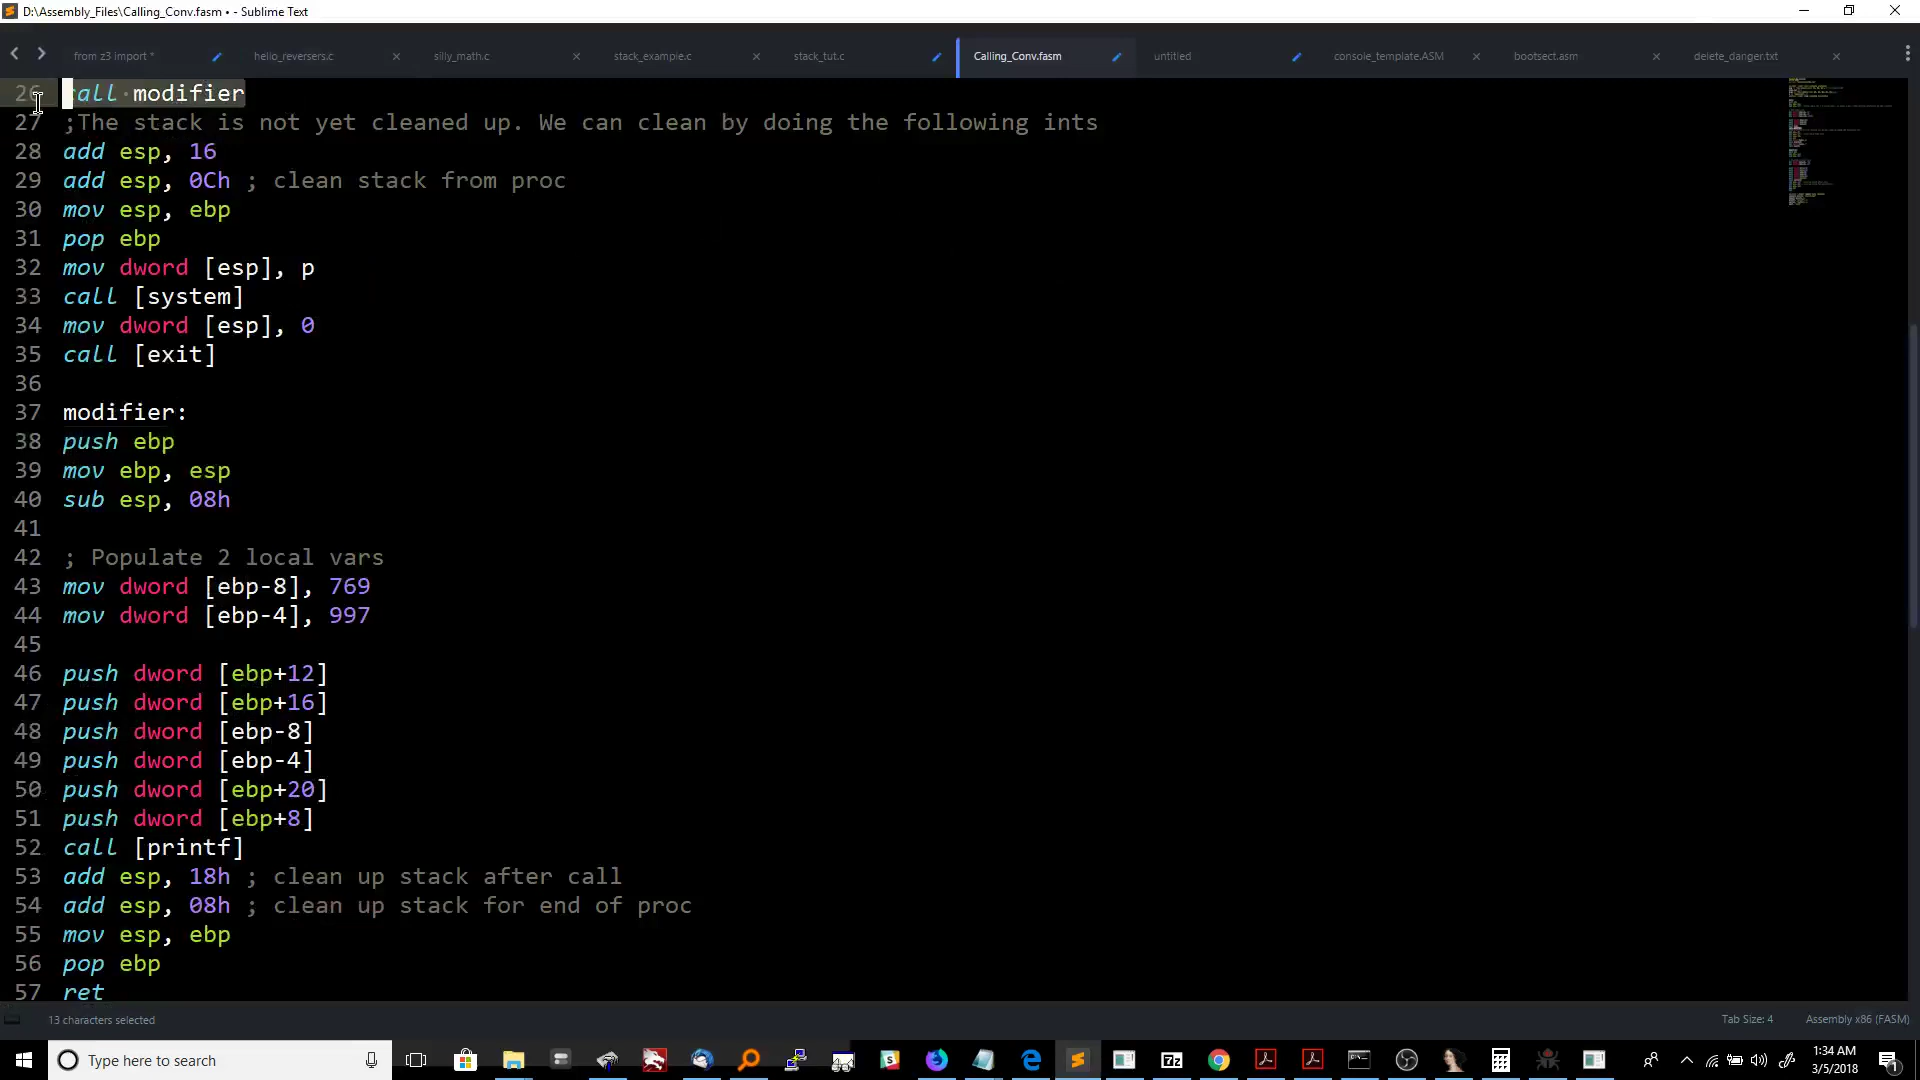 D:\Assembly_Files\Calling_Conv.fasm • - Sublime Text
from z3 import * hello_reversers.c silly_math.c stack_example.c stack_tut.c Calling_Conv.fasm untitled console_template.ASM bootsect.asm delete_danger.txt
26 call modifier
27 ;The stack is not yet cleaned up. We can clean by doing the following ints
28 add esp, 16
29 add esp, 0Ch ; clean stack from proc
30 mov esp, ebp
31 pop ebp
32 mov dword [esp], p
33 call [system]
34 mov dword [esp], 0
35 call [exit]
36
37 modifier:
38 push ebp
39 mov ebp, esp
40 sub esp, 08h
41
42 ; Populate 2 local vars
43 mov dword [ebp-8], 769
44 mov dword [ebp-4], 997
45
46 push dword [ebp+12]
47 push dword [ebp+16]
48 push dword [ebp-8]
49 push dword [ebp-4]
50 push dword [ebp+20]
51 push dword [ebp+8]
52 call [printf]
53 add esp, 18h ; clean up stack after call
54 add esp, 08h ; clean up stack for end of proc
55 mov esp, ebp
56 pop ebp
57 ret
13 characters selected Tab Size: 4 Assembly x86 (FASM)
Type here to search 1:34 AM
3/5/2018